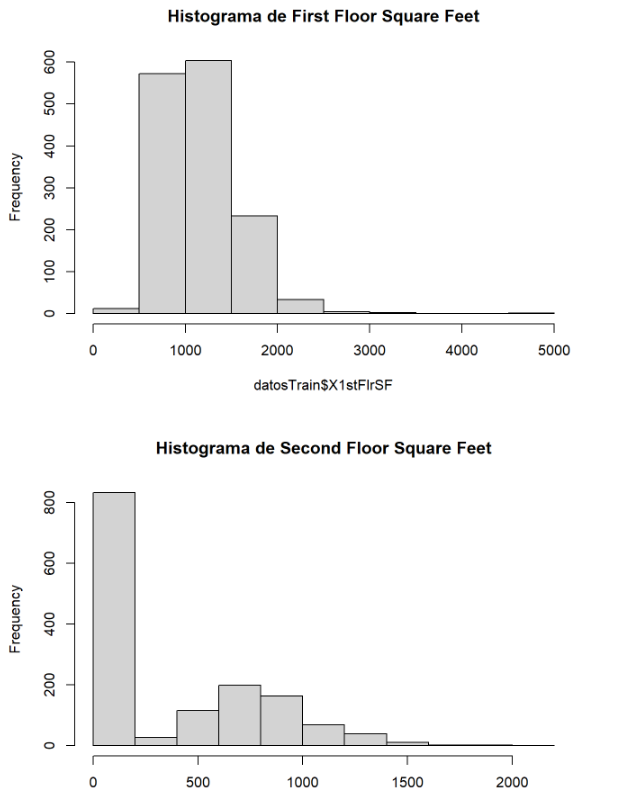 Histograma de First Floor Square Feet
600
500
400
300
200
100
0
Frequency
0 1000 2000 3000 4000 5000
datosTrain$X1stFlrSF
Histograma de Second Floor Square Feet
800
600
400
200
0
Frequency
0 500 1000 1500 2000